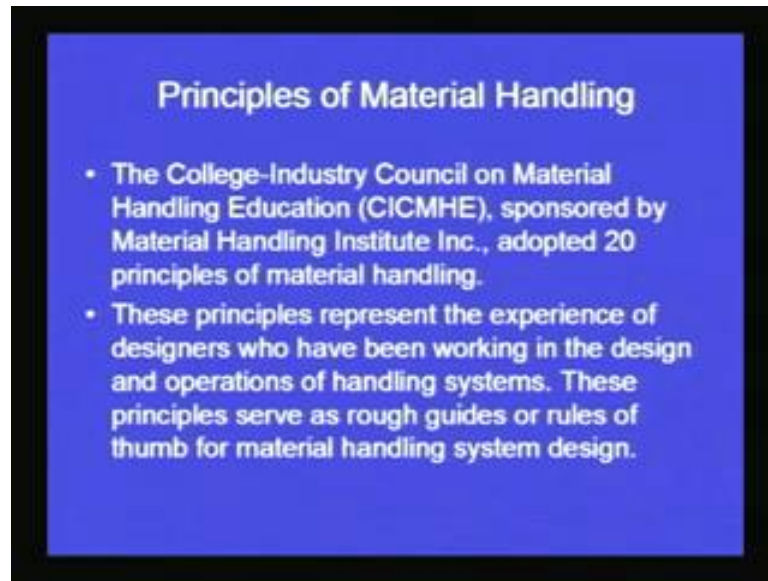 Principles of Material Handling
• The College-Industry Council on Material
Handling Education (CICMHE), sponsored by
Material Handling Institute Inc., adopted 20
principles of material handling.
• These principles represent the experience of
designers who have been working in the design
and operations of handling systems. These
principles serve as rough guides or rules of
thumb for material handling system design.